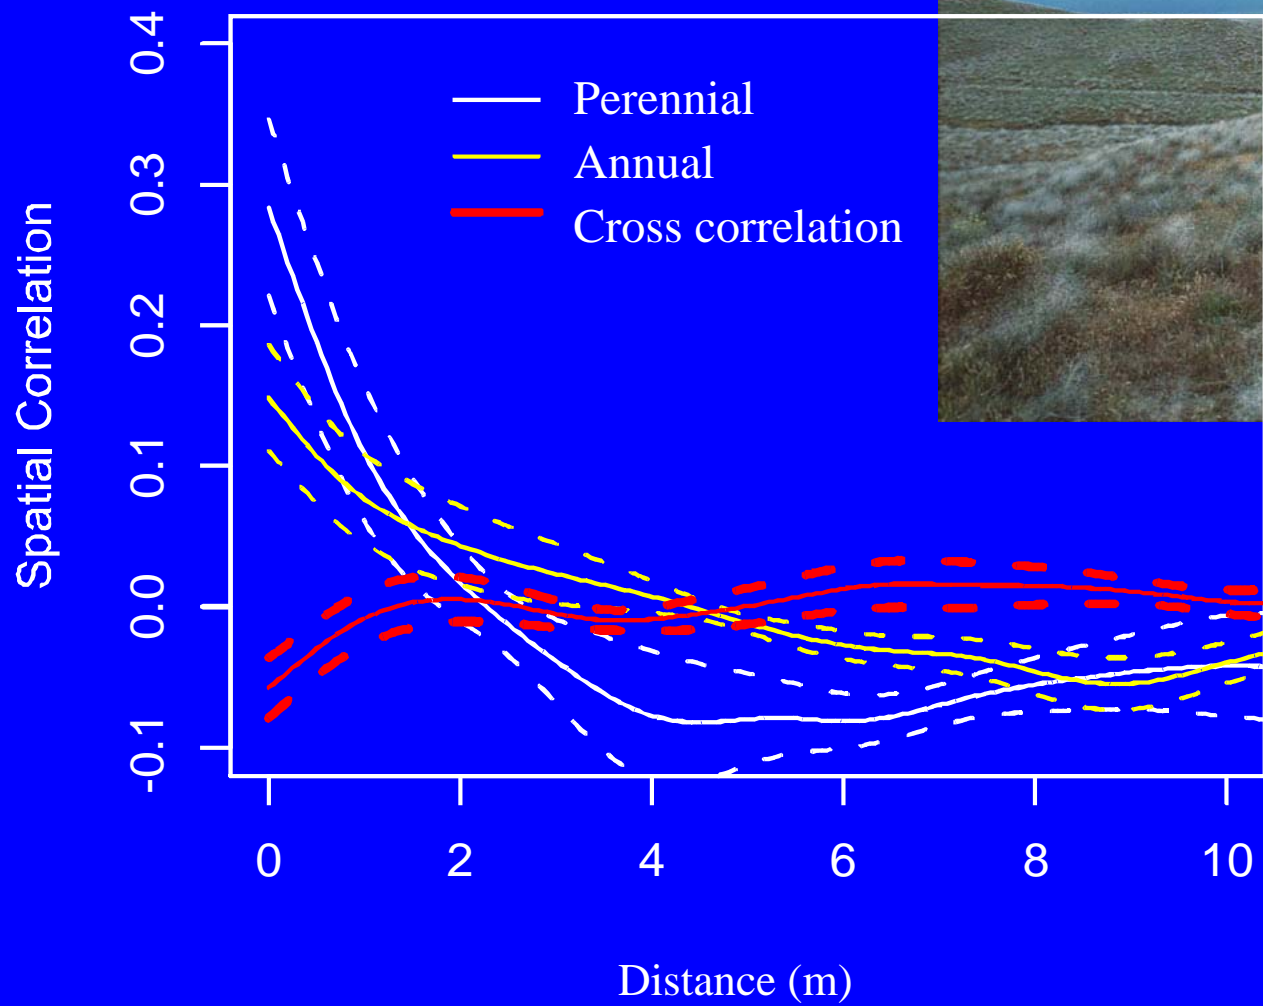 0.4
0.3
0.2
0.1
0.0
-0.1
Spatial Correlation
Perennial
Annual
Cross correlation
0 2 4 6 8 10
Distance (m)